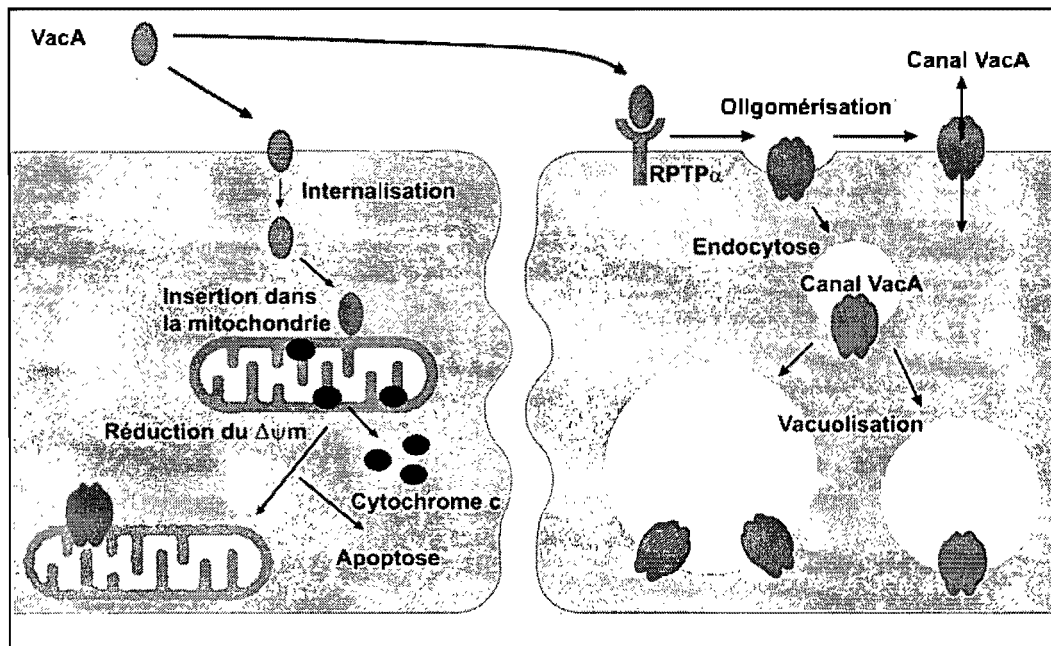 VacA
Canal VacA
Oligomérisation
RPTPα
Internalisation
Endocytose
Canal VacA
Insertion dans
la mitochondrie
Vacuolisation
Réduction du Δψm
Cytochrome c
Apoptose